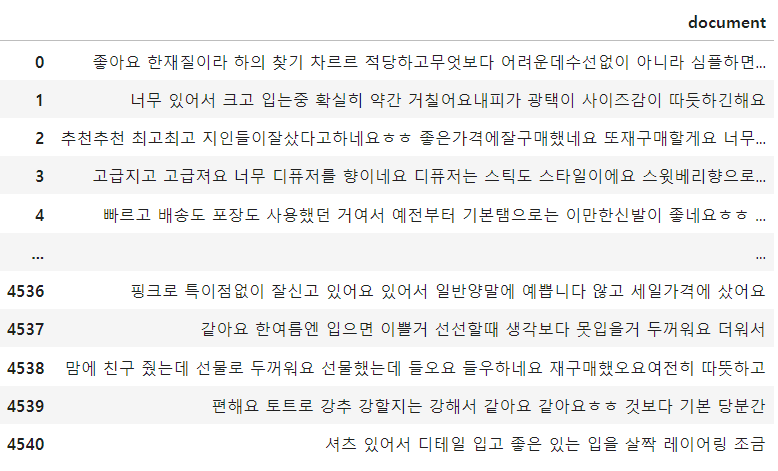 document
0 좋아요 한재질이라 하의 찾기 차르르 적당하고무엇보다 어려운데수선없이 아니라 심플하면...
1 너무 있어서 크고 입는중 확실히 약간 거칠어요내피가 광택이 사이즈감이 따듯하긴해요
2 추천추천 최고최고 지인들이잘샀다고하네요ㅎㅎ 좋은가격에잘구매했네요 또재구매할게요 너무...
3 고급지고 고급져요 너무 디퓨저를 향이네요 디퓨저는 스틱도 스타일이에요 스윗베리향으로...
4 빠르고 배송도 포장도 사용했던 거여서 예전부터 기본탬으로는 이만한신발이 좋네요ㅎㅎ ...
... ...
4536 핑크로 특이점없이 잘신고 있어요 있어서 일반양말에 예쁩니다 않고 세일가격에 샀어요
4537 같아요 한여름엔 입으면 이쁠거 선선할때 생각보다 못입을거 두꺼워요 더워서
4538 맘에 친구 줬는데 선물로 두꺼워요 선물했는데 들오요 들우하네요 재구매했오요여전히 따뜻하고
4539 편해요 토트로 강추 강할지는 강해서 같아요 같아요ㅎㅎ 것보다 기본 당분간
4540 셔츠 있어서 디테일 입고 좋은 있는 입을 살짝 레이어링 조금